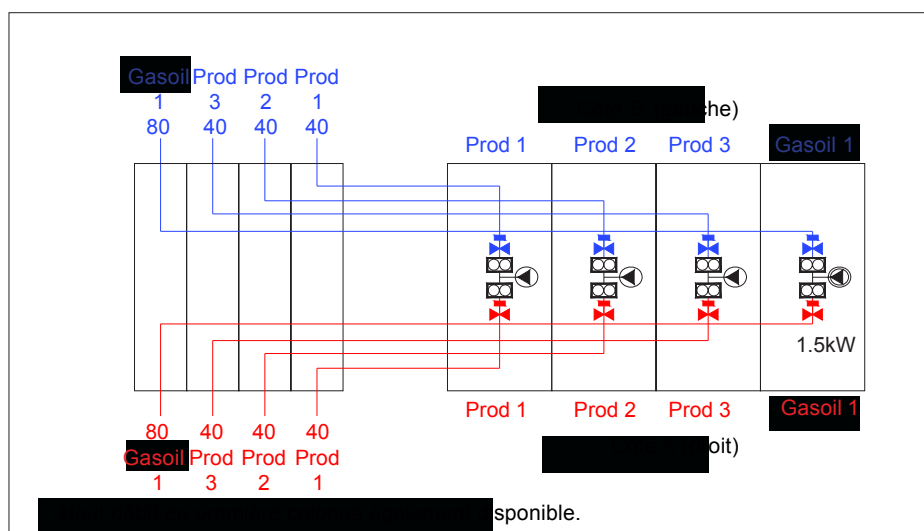 Gasoil Prod Prod Prod
1 3 2 1
80 40 40 40
che)
Prod 1 Prod 2 Prod 3 Gasoil 1
1.5kW
Prod 1 Prod 2 Prod 3 Gasoil 1
80 40 40 40
Gasoil Prod Prod Prod
1 3 2 1
oit)
sponible.